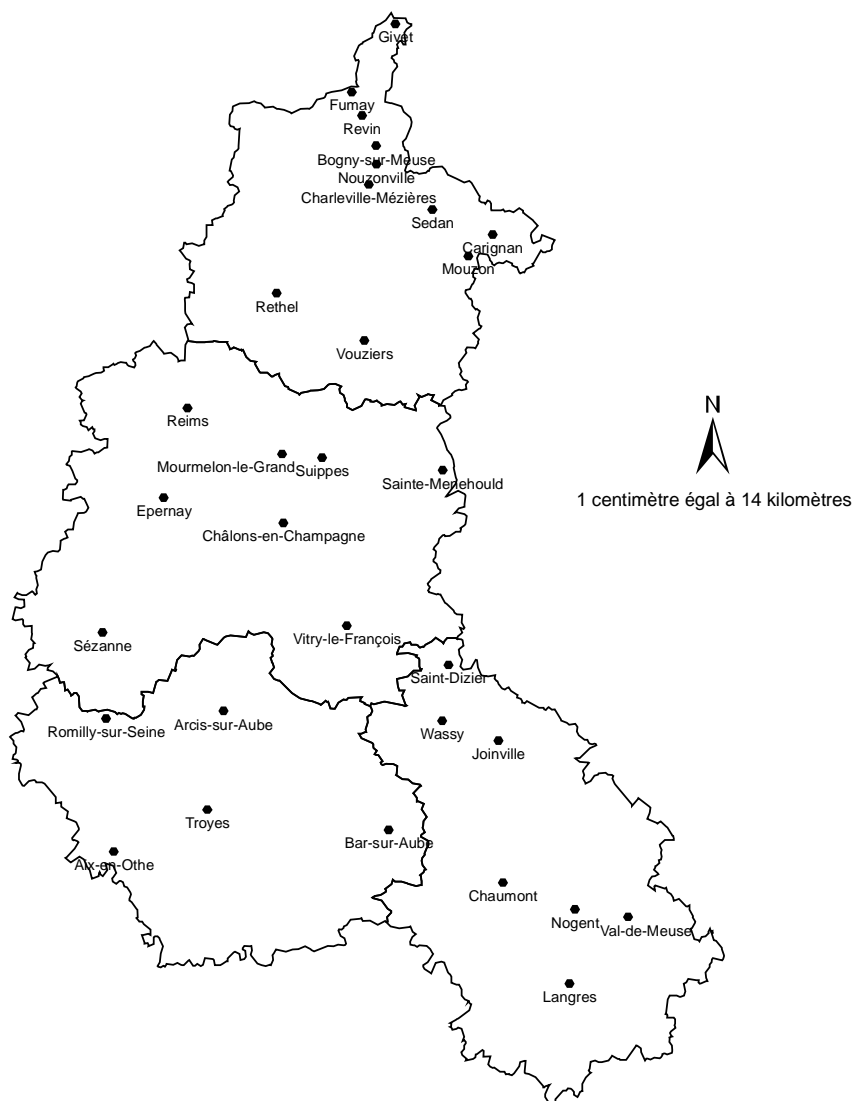 Givet
Fumay
Revin
Bogny-sur-Meuse
Nouzonville
Charleville-Mézières
Sedan
Carignan
Mouzon
Rethel
Vouziers
Reims
N
Mourmelon-le-Grand
Suippes
Sainte-Menehould
1 centimètre égal à 14 kilomètres
Epernay
Châlons-en-Champagne
Vitry-le-François
Sézanne
Saint-Dizier
Arcis-sur-Aube
Romilly-sur-Seine
Wassy
Joinville
Troyes
Bar-sur-Aube
Aix-en-Othe
Chaumont
Nogent
Val-de-Meuse
Langres